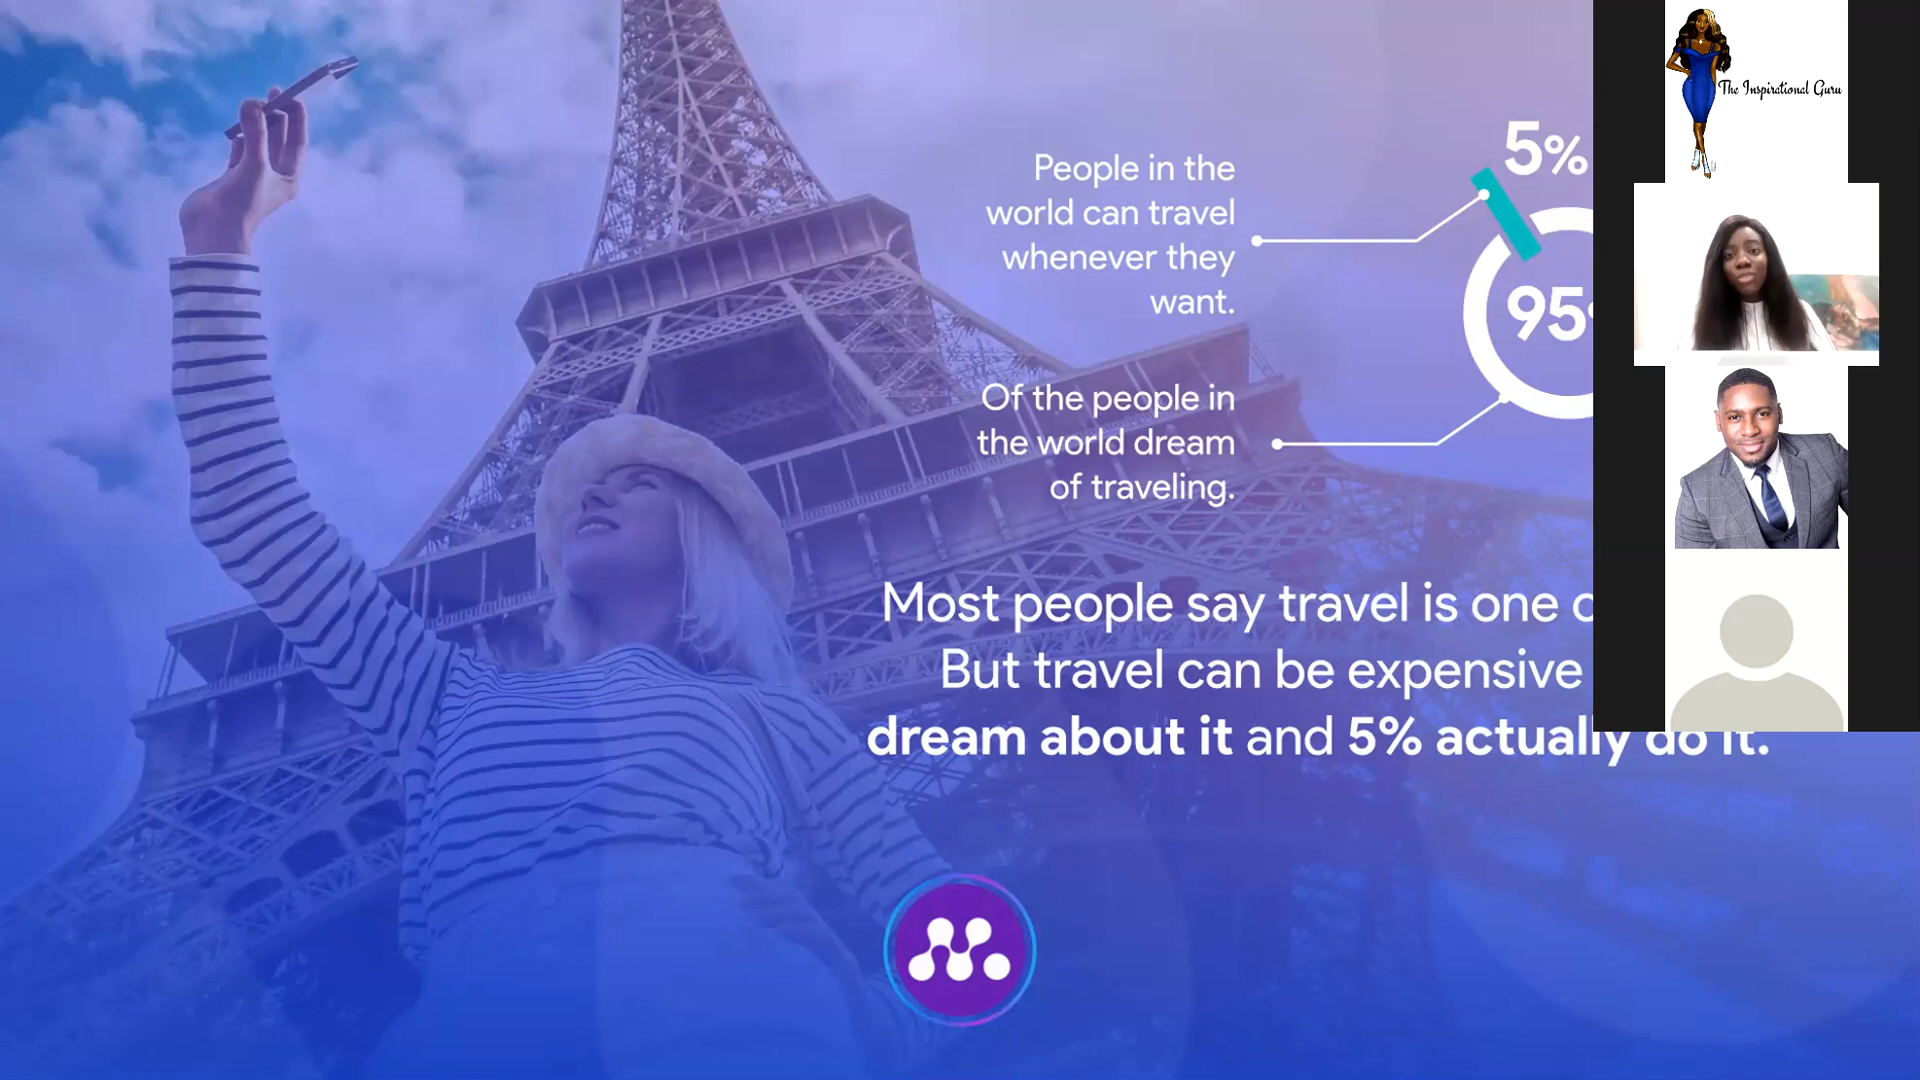 The Inspirational Guru
5%
People in the
world can travel
whenever they
want.
95
Of the people in
the world dream
of traveling.
Most people say travel is one
But travel can be expensive
dream about it and 5% actually do it.